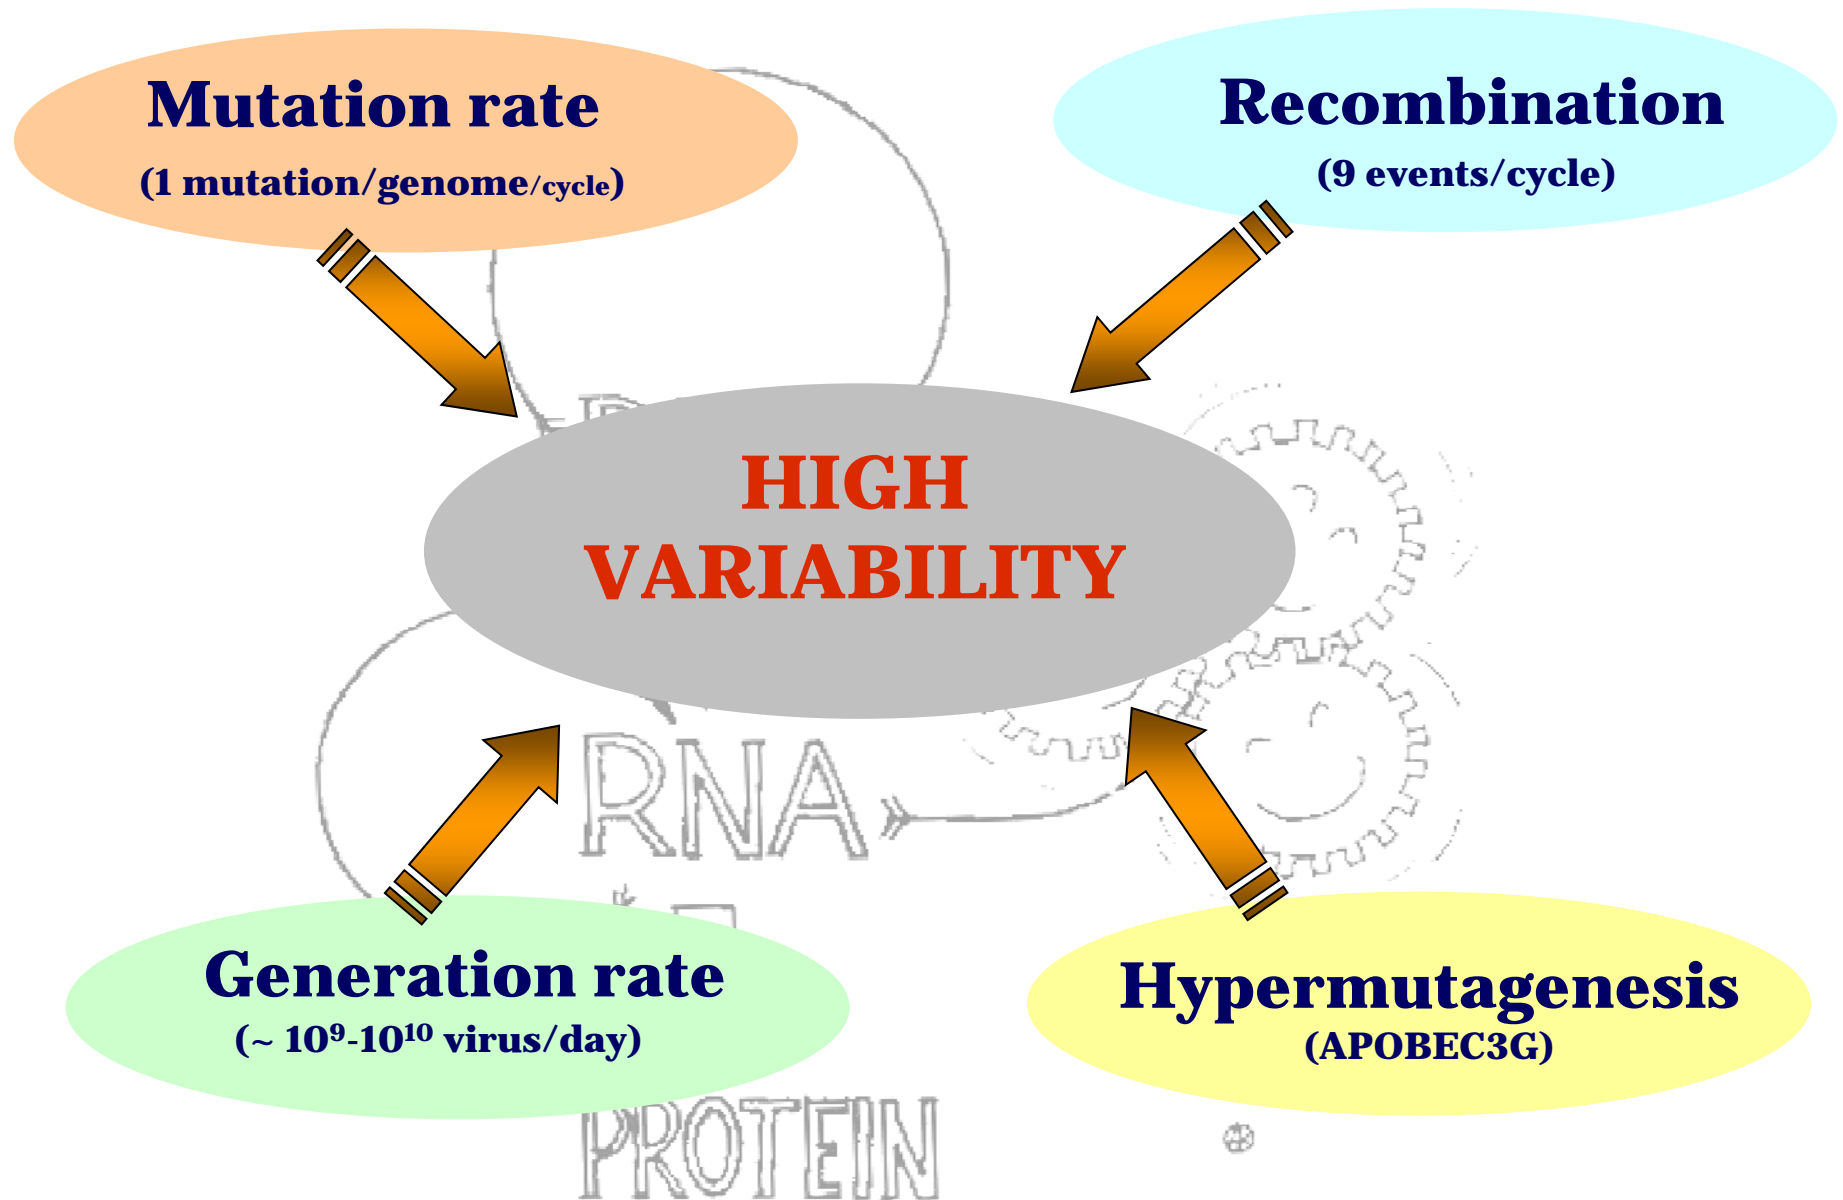 Mutation rate
(1 mutation/genome/cycle)
Recombination
(9 events/cycle)
HIGH
VARIABILITY
RNA
Generation rate
(~ 10⁹-10¹⁰ virus/day)
Hypermutagenesis
(APOBEC3G)
PROTEIN